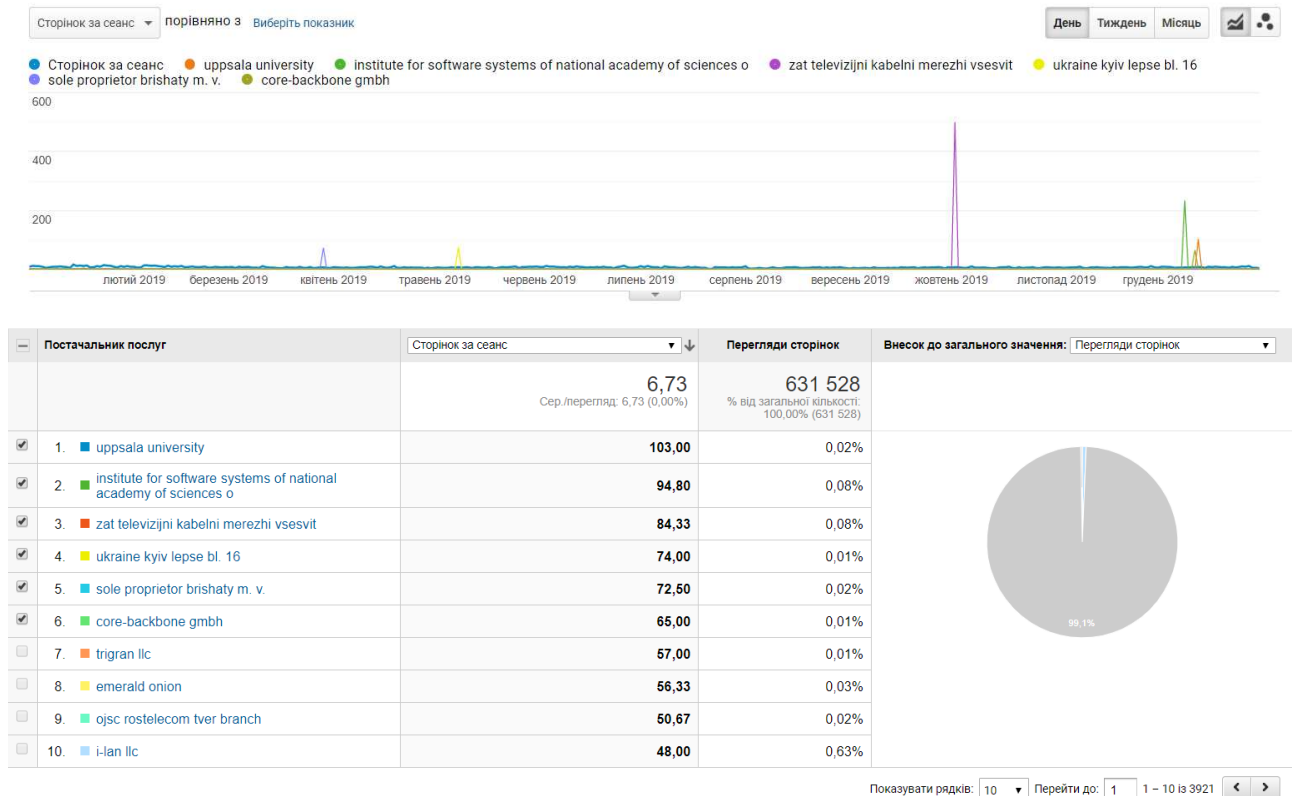 Сторінок за сеанс порівняно з Виберіть показник День Тиждень Місяць
Сторінок за сеанс uppsala university institute for software systems of national academy of sciences o zat televizijni kabelni merezhi vsesvit ukraine kyiv lepse bl. 16
sole proprietor brishaty m. v. core-backbone gmbh
600
400
200
лютий 2019 березень 2019 квітень 2019 травень 2019 червень 2019 липень 2019 серпень 2019 вересень 2019 жовтень 2019 листопад 2019 грудень 2019
Постачальник послуг Сторінок за сеанс Перегляди сторінок Внесок до загального значення: Перегляди сторінок
6,73 631 528
Сер./перегляд: 6,73 (0,00%) % від загальної кількості:
100,00% (631 528)
1. uppsala university 103,00 0,02%
2. institute for software systems of national
academy of sciences o 94,80 0,08%
3. zat televizijni kabelni merezhi vsesvit 84,33 0,08%
4. ukraine kyiv lepse bl. 16 74,00 0,01%
5. sole proprietor brishaty m. v. 72,50 0,02%
6. core-backbone gmbh 65,00 0,01%
7. trigran llc 57,00 0,01%
8. emerald onion 56,33 0,03%
9. ojsc rostelecom tver branch 50,67 0,02%
10. i-lan llc 48,00 0,63%
99,1%
Показувати рядків: 10 Перейти до: 1 1 – 10 із 3921